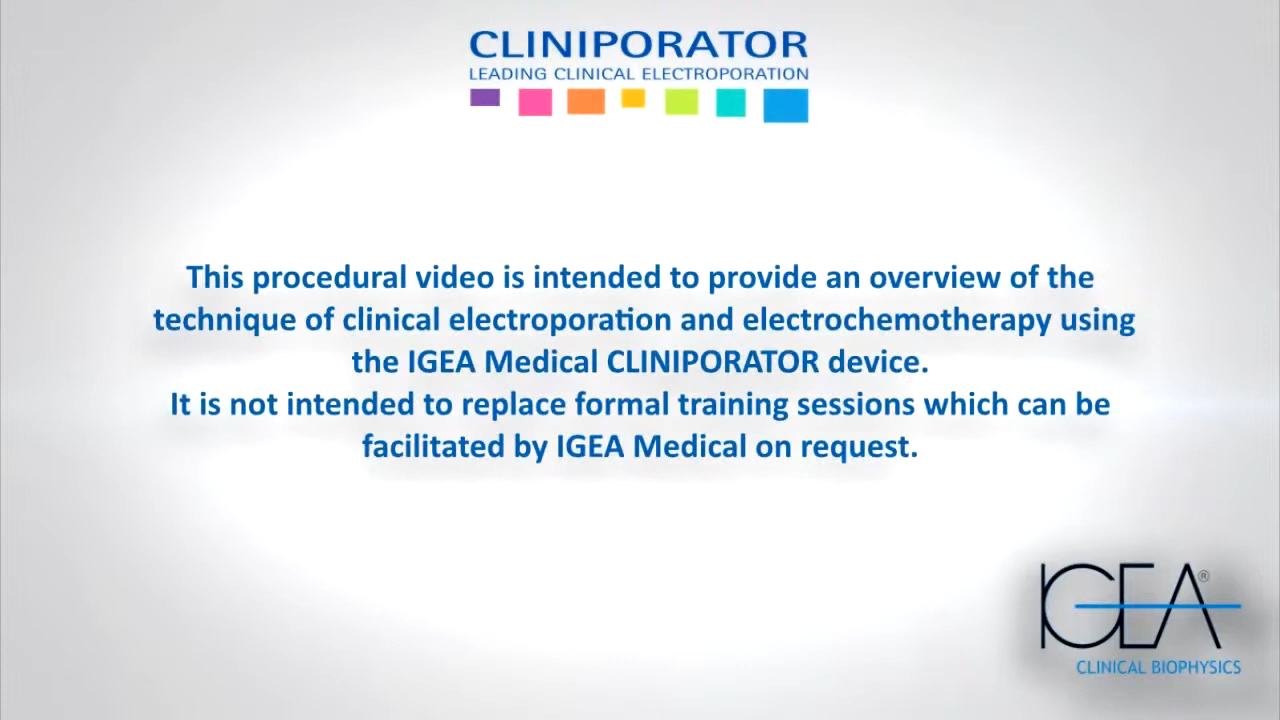 CLINIPORATOR
LEADING CLINICAL ELECTROPORATION
This procedural video is intended to provide an overview of the
technique of clinical electroporation and electrochemotherapy using
the IGEA Medical CLINIPORATOR device.
It is not intended to replace formal training sessions which can be
facilitated by IGEA Medical on request.
IGEA®
CLINICAL BIOPHYSICS